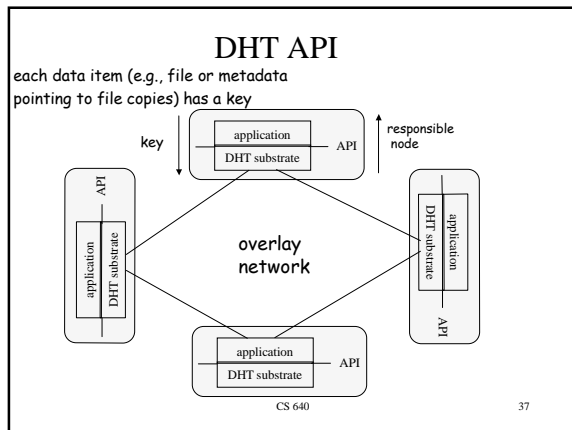 DHT API
each data item (e.g., file or metadata
pointing to file copies) has a key
key
application
DHT substrate
API
responsible
node
API
application
DHT substrate
overlay
network
application
DHT substrate
API
application
DHT substrate
API
CS 640
37